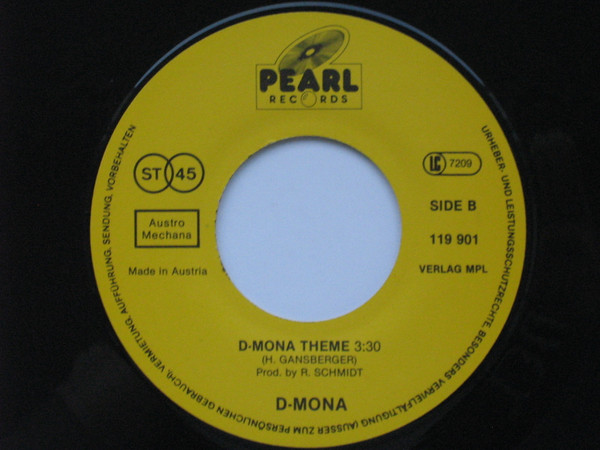 PEARL
RECORDS
ST 45
LC 7209
SIDE B
Austro
Mechana
119 901
Made in Austria
VERLAG MPL
D-MONA THEME 3:30
(H. GANSBERGER)
Prod. by R. SCHMIDT
D-MONA
URHEBER- UND LEISTUNGSSCHUTZRECHTE, BESONDERS VERVIELFÄLTIGUNG (AUSSER ZUM PERSÖNLICHEN GEBRAUCH), VERMIETUNG, AUFFÜHRUNG, SENDUNG, VORBEHALTEN